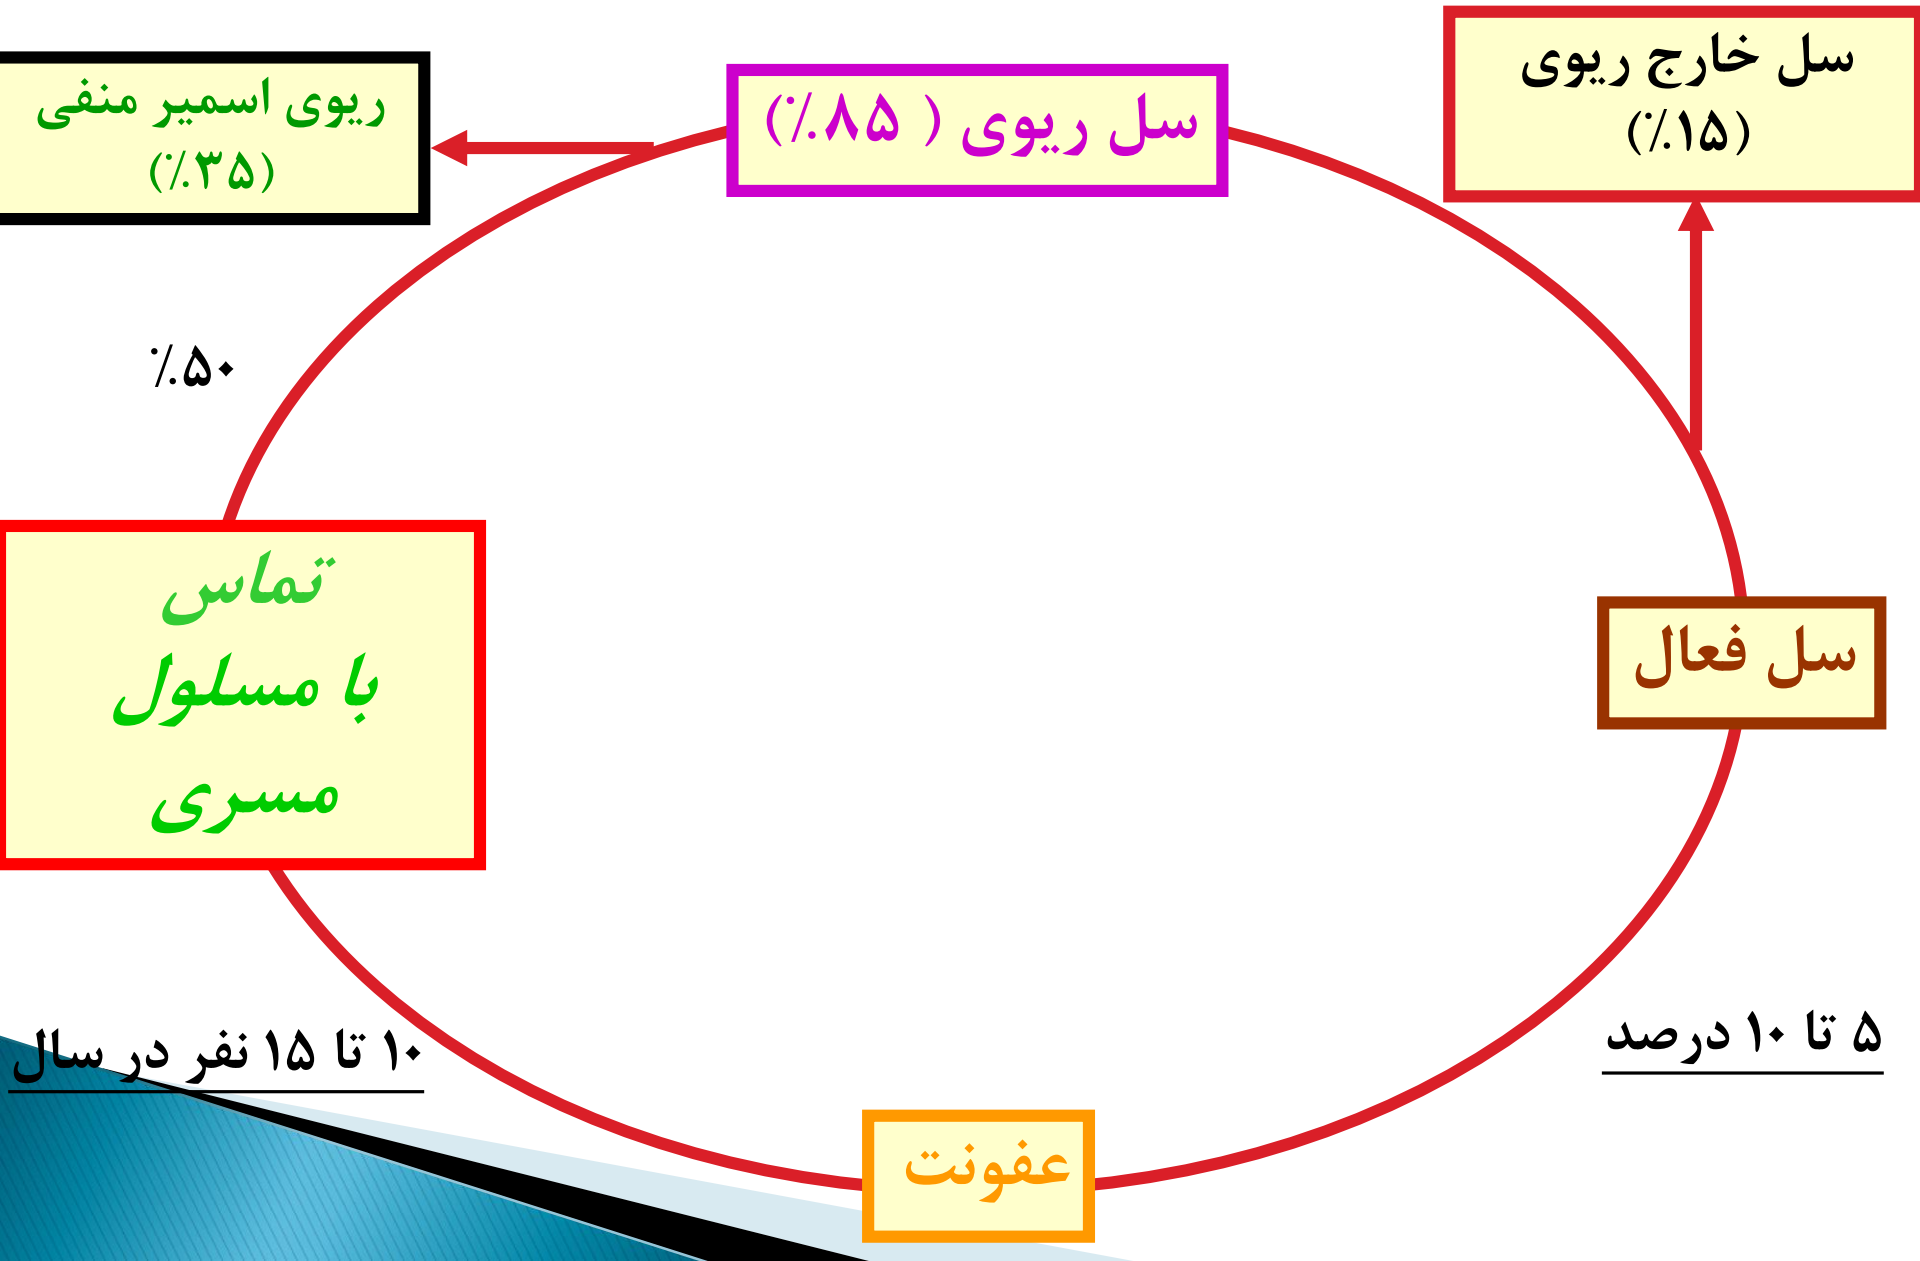 سل خارج ریوی
(٪۱۵)
سل ریوی ( ٪۸۵)
ریوی اسمیر منفی
(٪۳۵)
٪۵۰
تماس
با مسلول
مسری
سل فعال
۱۰ تا ۱۵ نفر در سال
۵ تا ۱۰ درصد
عفونت